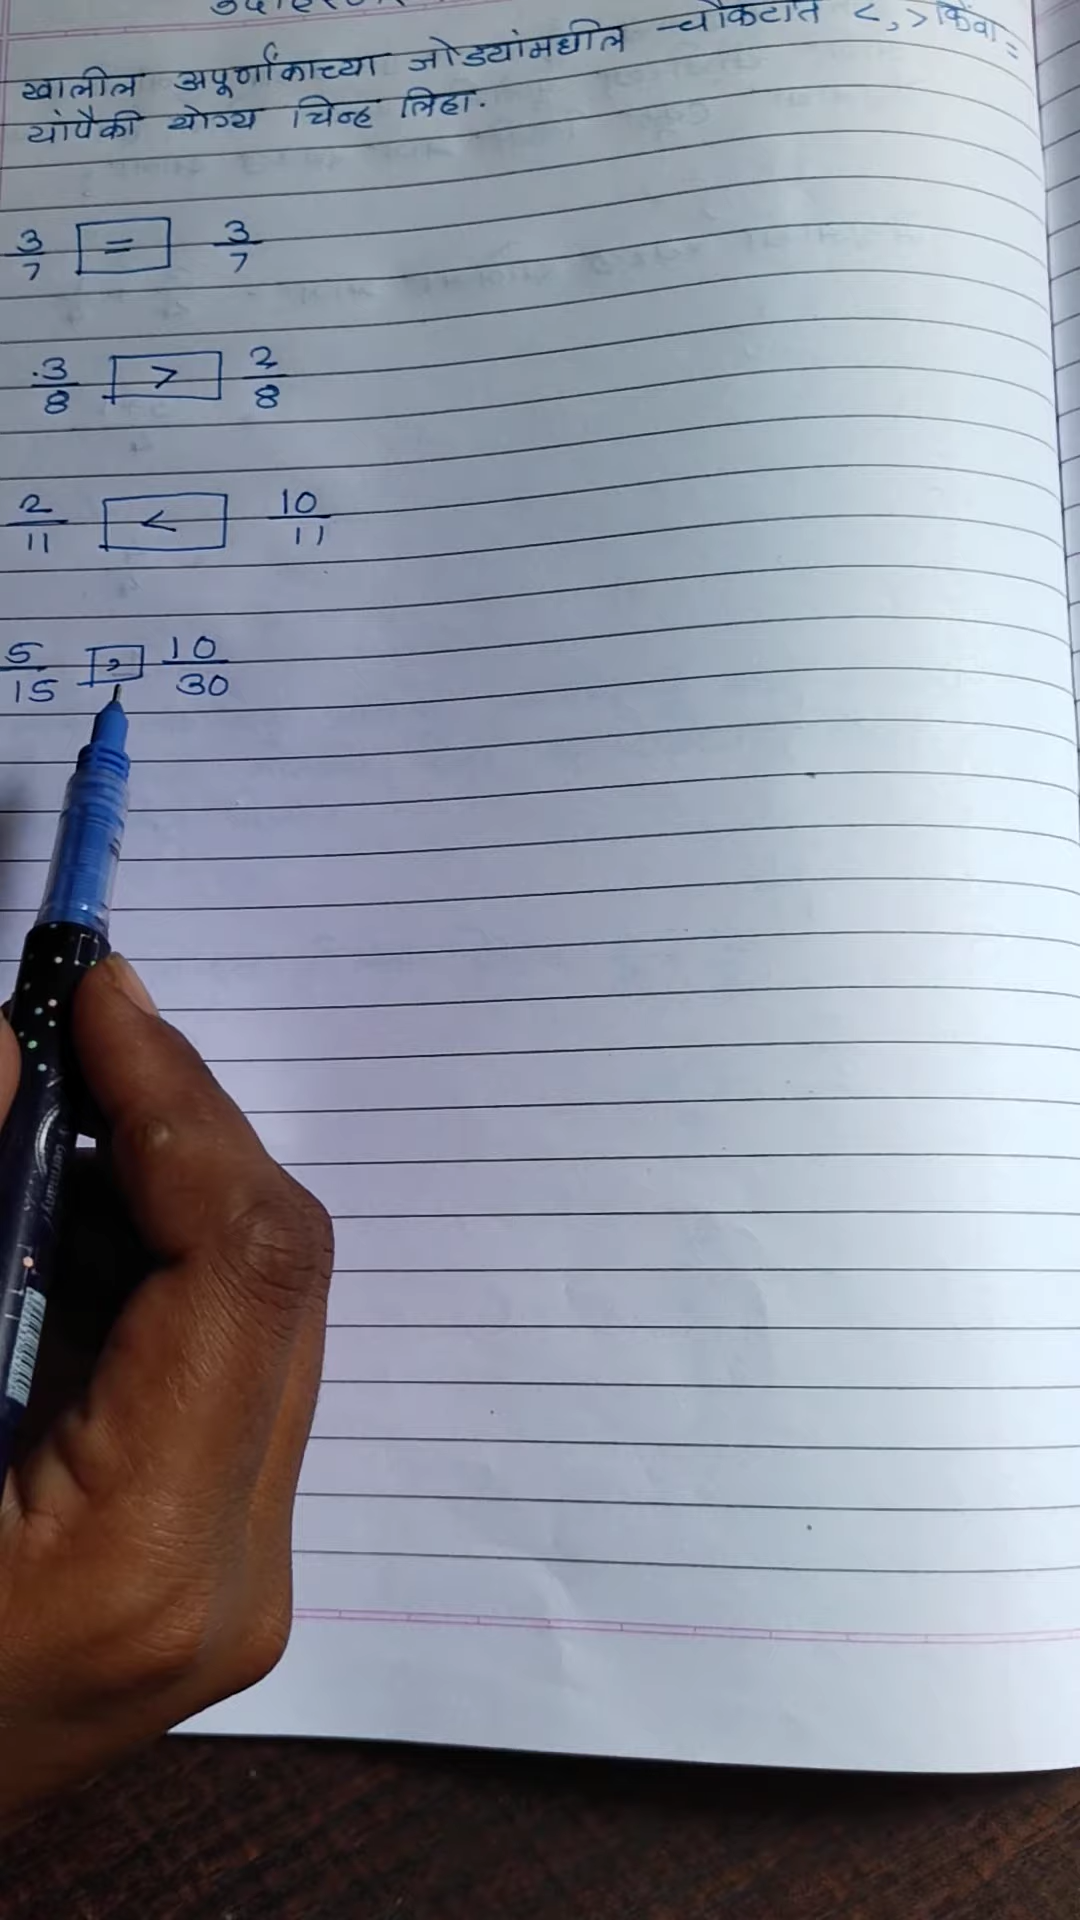 खालील अपूर्णांकाच्या जोड्यांमधील चौकटीत <, > किंवा =
यांपैकी योग्य चिन्ह लिहा.
3/7 = 3/7
3/8 > 2/8
2/11 < 10/11
5/15 10/30